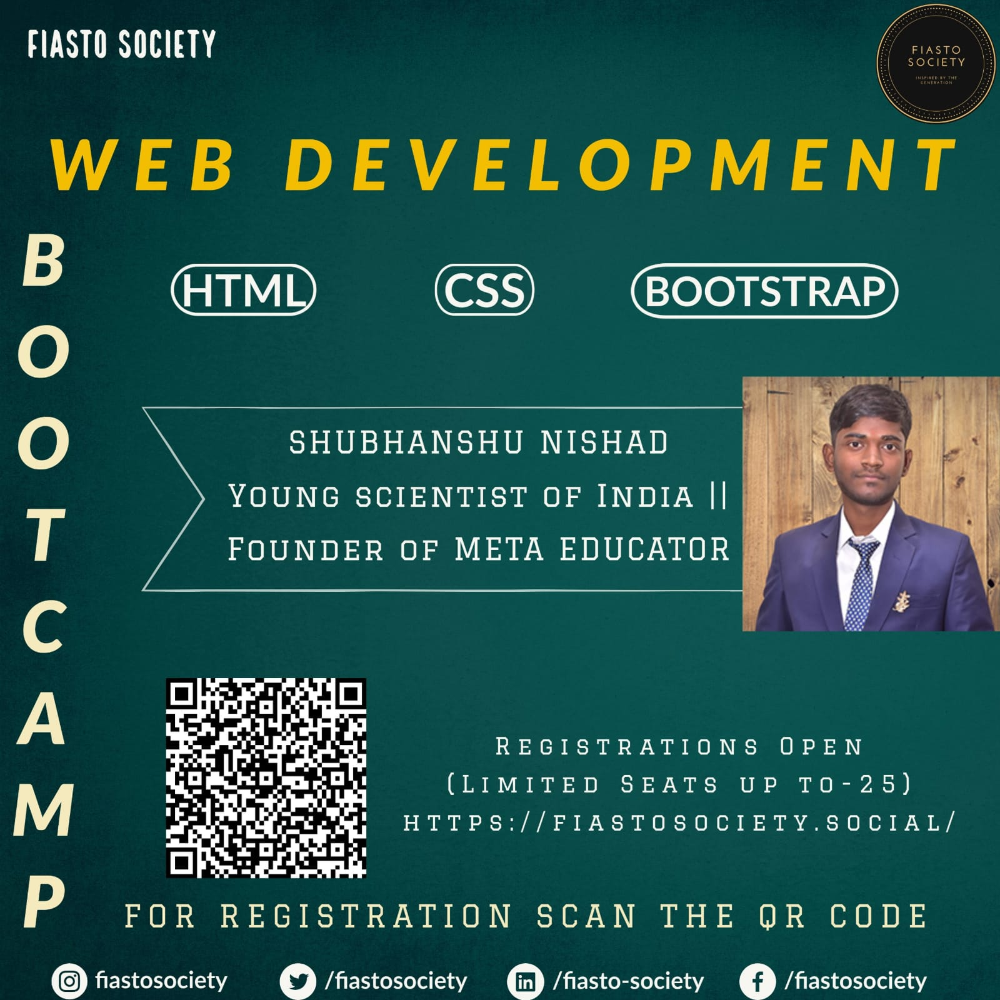 FIASTO SOCIETY
FIASTO
SOCIETY
INSPIRED BY THE
GENERATION
WEB DEVELOPMENT
BOOTCAMP
HTML
CSS
BOOTSTRAP
SHUBHANSHU NISHAD
Young scientist of India ||
Founder of META EDUCATOR
Registrations Open
(Limited Seats up to-25)
https://fiastosociety.social/
FOR REGISTRATION SCAN THE QR CODE
fiastosociety
/fiastosociety
/fiasto-society
/fiastosociety